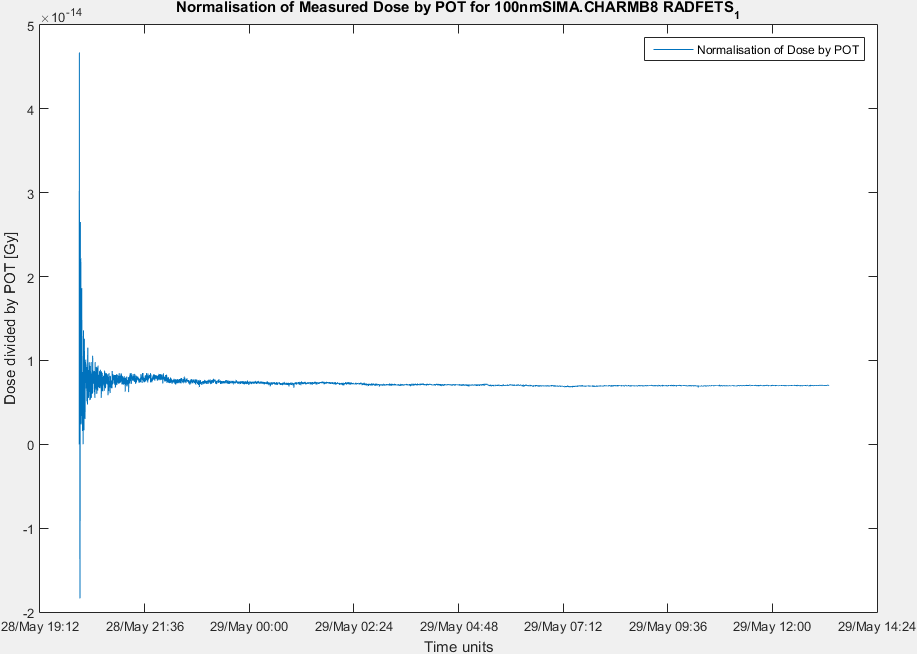 Normalisation of Measured Dose by POT for 100nmSIMA.CHARMB8 RADFETS1
×10-14
Normalisation of Dose by POT
5
4
3
2
1
0
-1
-2
Dose divided by POT [Gy]
28/May 19:12 28/May 21:36 29/May 00:00 29/May 02:24 29/May 04:48 29/May 07:12 29/May 09:36 29/May 12:00 29/May 14:24
Time units